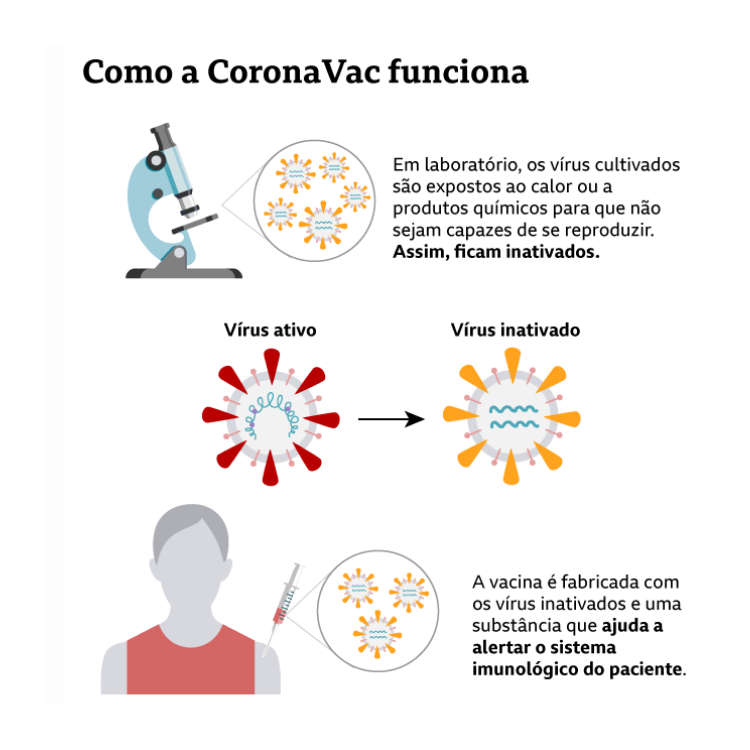 Como a CoronaVac funciona
Em laboratório, os vírus cultivados
são expostos ao calor ou a
produtos químicos para que não
sejam capazes de se reproduzir.
Assim, ficam inativados.
Vírus ativo
Vírus inativado
A vacina é fabricada com
os vírus inativados e uma
substância que ajuda a
alertar o sistema
imunológico do paciente.